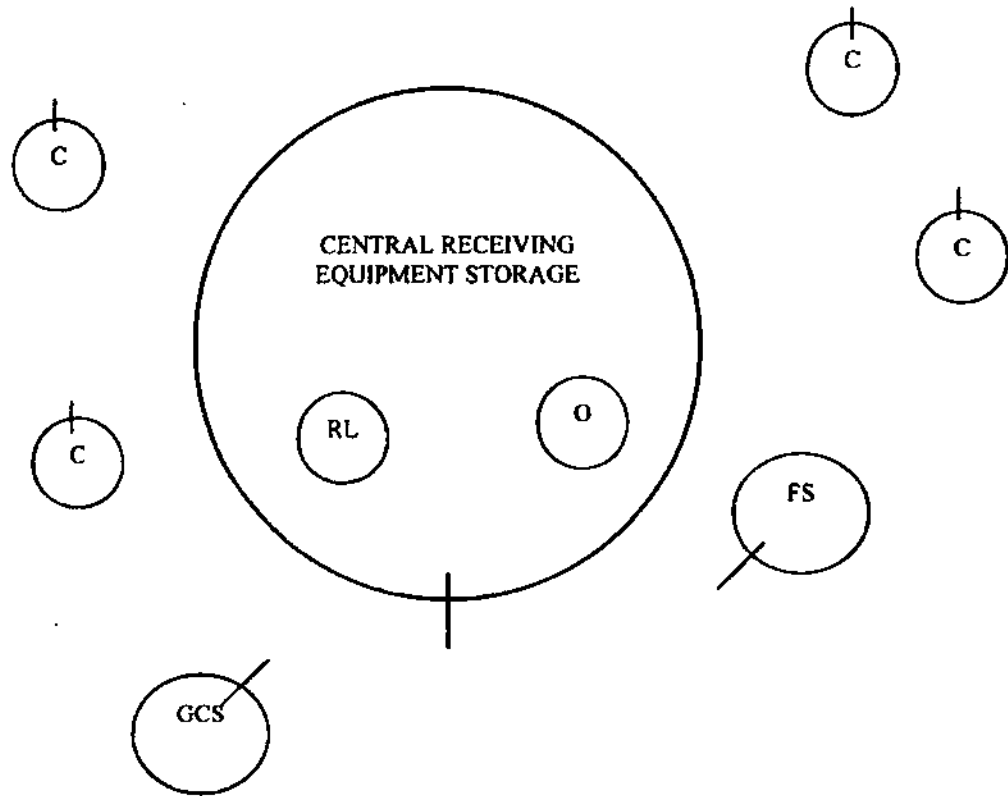 C
C
C
CENTRAL RECEIVING
EQUIPMENT STORAGE
RL
O
C
FS
GCS